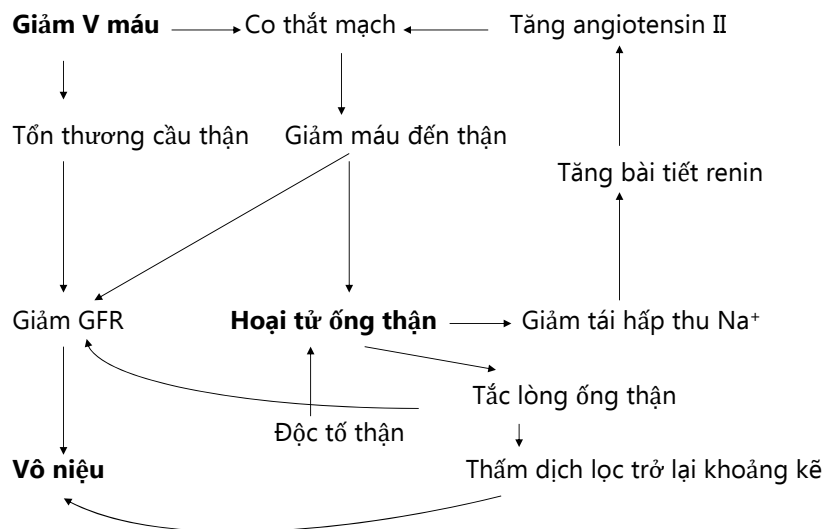 Giảm V máu
Co thắt mạch
Tăng angiotensin II
Tổn thương cầu thận
Giảm máu đến thận
Tăng bài tiết renin
Giảm GFR
Hoại tử ống thận
Giảm tái hấp thu Na⁺
Tắc lòng ống thận
Độc tố thận
Vô niệu
Thấm dịch lọc trở lại khoảng kẽ